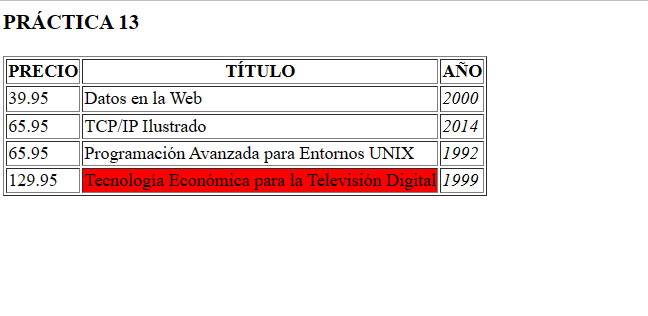 PRÁCTICA 13
PRECIO TÍTULO AÑO
39.95 Datos en la Web 2000
65.95 TCP/IP Ilustrado 2014
65.95 Programación Avanzada para Entornos UNIX 1992
129.95 Tecnología Económica para la Televisión Digital 1999